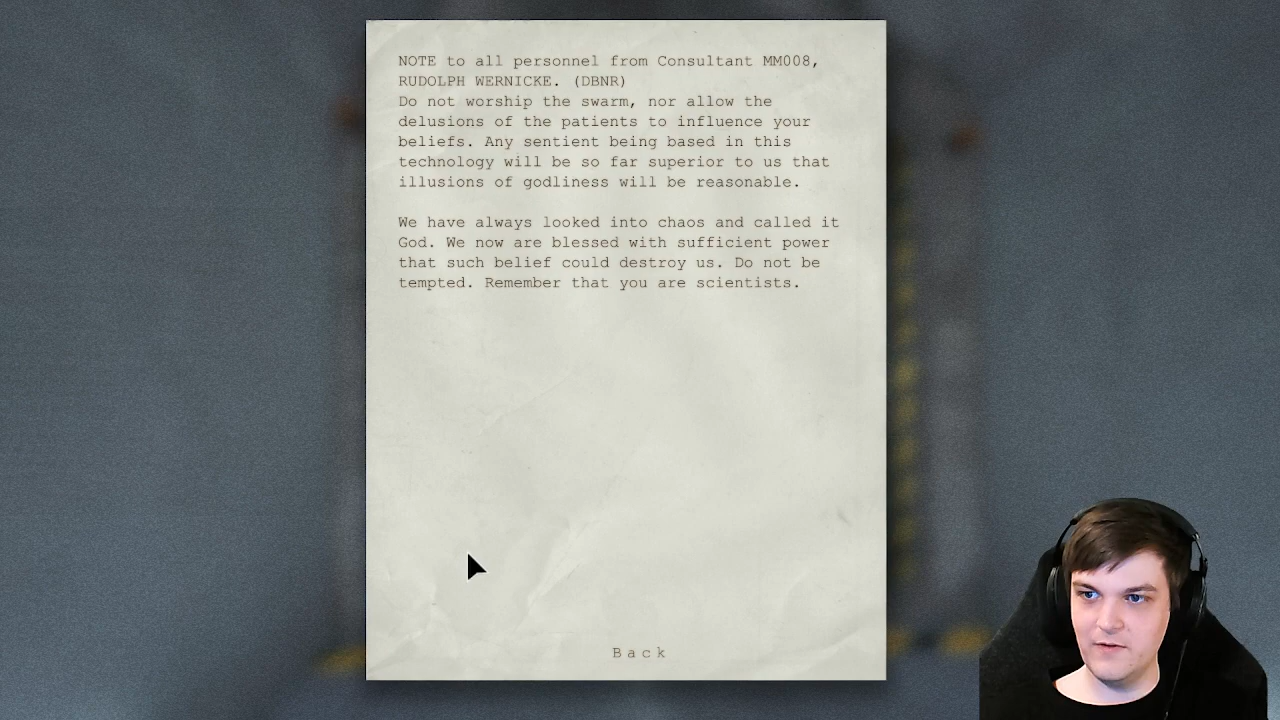 NOTE to all personnel from Consultant MM008,
RUDOLPH WERNICKE. (DBNR)
Do not worship the swarm, nor allow the
delusions of the patients to influence your
beliefs. Any sentient being based in this
technology will be so far superior to us that
illusions of godliness will be reasonable.
We have always looked into chaos and called it
God. We now are blessed with sufficient power
that such belief could destroy us. Do not be
tempted. Remember that you are scientists.
Back